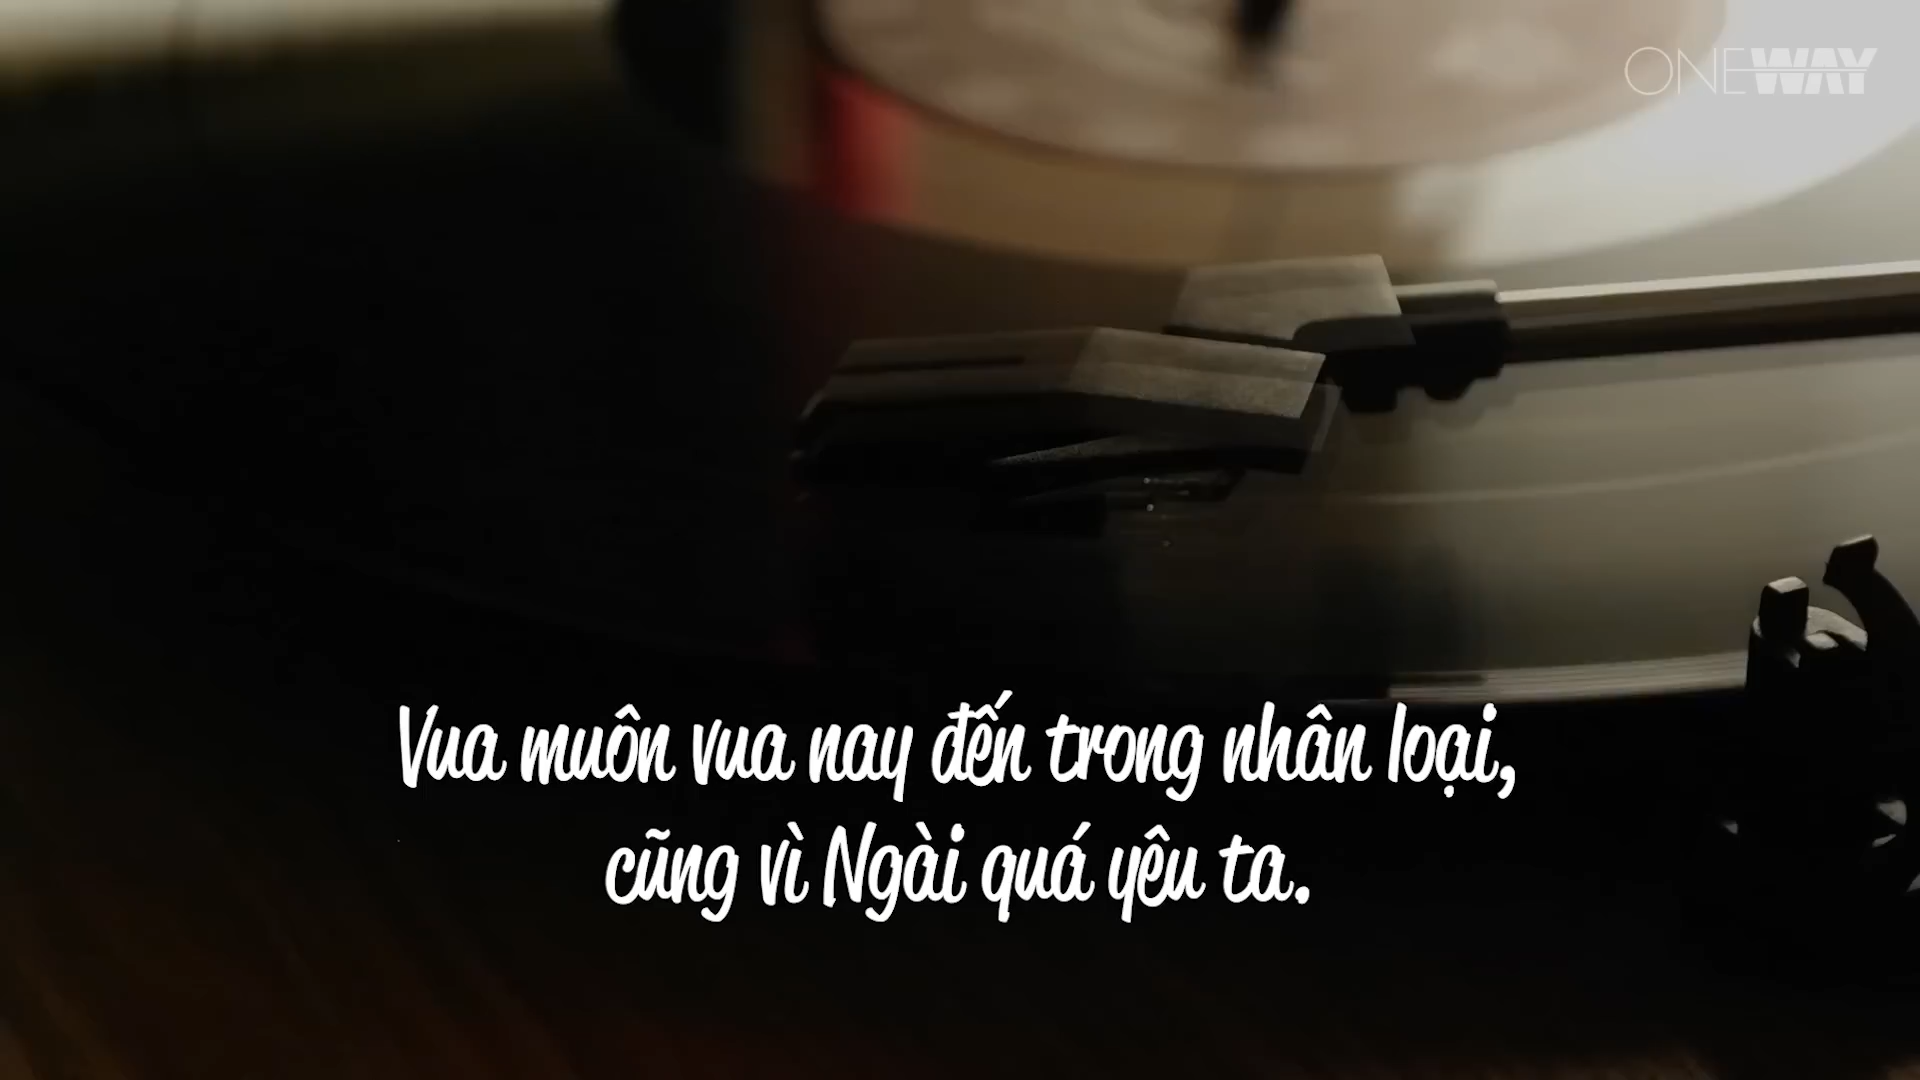 ONEWAY
Vua muôn vua nay đến trong nhân loại,
cũng vì Ngài quá yêu ta.